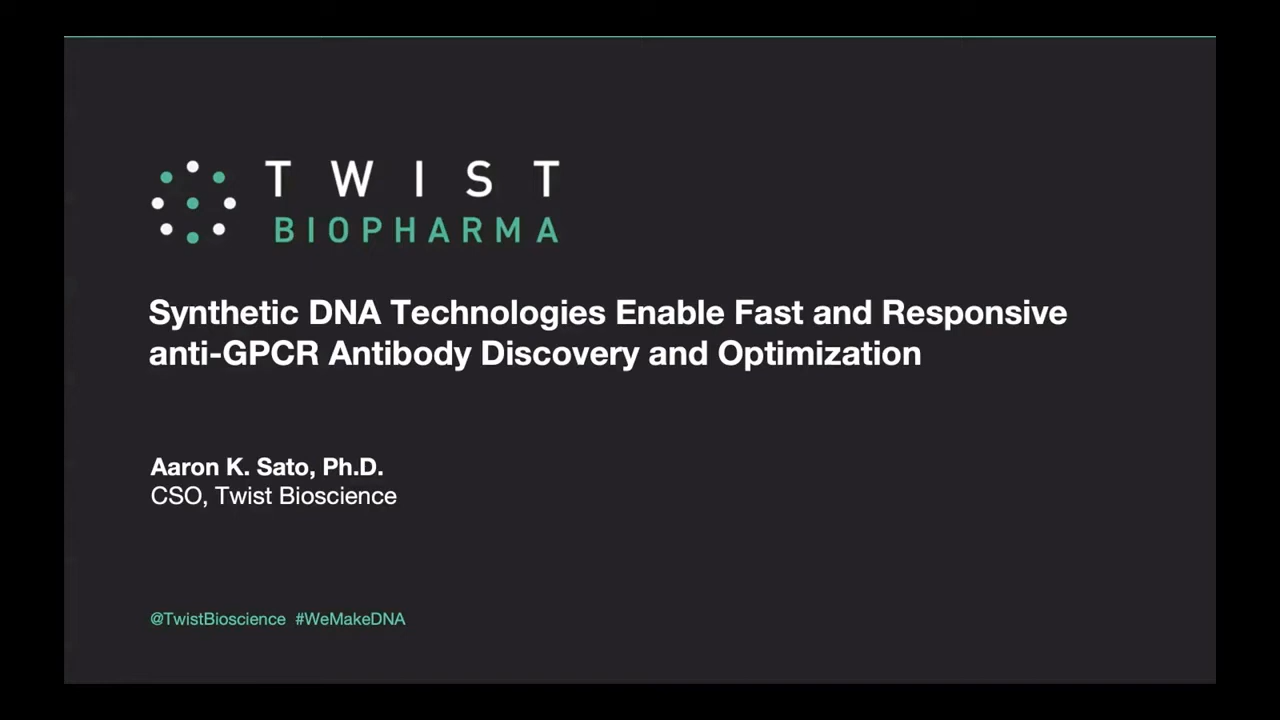 TWIST
BIOPHARMA
Synthetic DNA Technologies Enable Fast and Responsive
anti-GPCR Antibody Discovery and Optimization
Aaron K. Sato, Ph.D.
CSO, Twist Bioscience
@TwistBioscience #WeMakeDNA